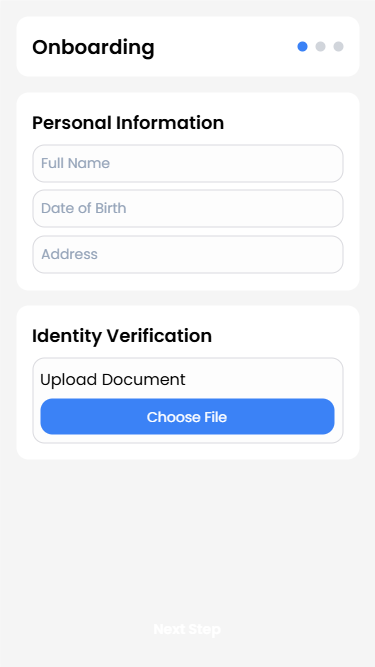 Onboarding
Personal Information
Full Name
Date of Birth
Address
Identity Verification
Upload Document
Choose File
Next Step